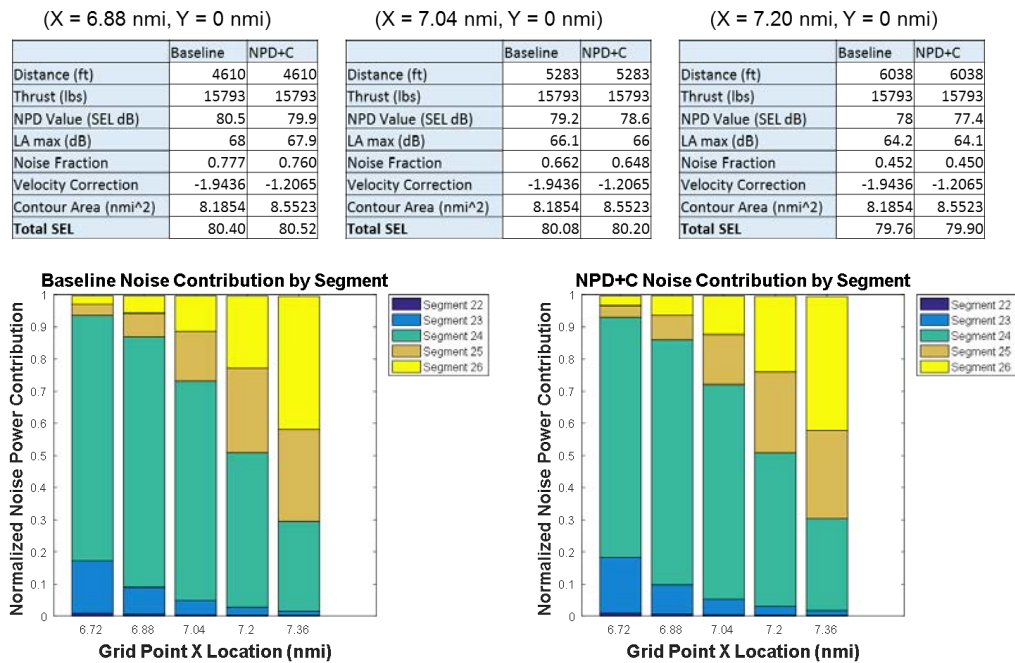 (X = 6.88 nmi, Y = 0 nmi)
Baseline NPD+C
Distance (ft) 4610 4610
Thrust (lbs) 15793 15793
NPD Value (SEL dB) 80.5 79.9
LA max (dB) 68 67.9
Noise Fraction 0.777 0.760
Velocity Correction -1.9436 -1.2065
Contour Area (nmi^2) 8.1854 8.5523
Total SEL 80.40 80.52
(X = 7.04 nmi, Y = 0 nmi)
Baseline NPD+C
Distance (ft) 5283 5283
Thrust (lbs) 15793 15793
NPD Value (SEL dB) 79.2 78.6
LA max (dB) 66.1 66
Noise Fraction 0.662 0.648
Velocity Correction -1.9436 -1.2065
Contour Area (nmi^2) 8.1854 8.5523
Total SEL 80.08 80.20
(X = 7.20 nmi, Y = 0 nmi)
Baseline NPD+C
Distance (ft) 6038 6038
Thrust (lbs) 15793 15793
NPD Value (SEL dB) 78 77.4
LA max (dB) 64.2 64.1
Noise Fraction 0.452 0.450
Velocity Correction -1.9436 -1.2065
Contour Area (nmi^2) 8.1854 8.5523
Total SEL 79.76 79.90
Baseline Noise Contribution by Segment
Normalized Noise Power Contribution
1
0.9
0.8
0.7
0.6
0.5
0.4
0.3
0.2
0.1
0
6.72 6.88 7.04 7.2 7.36
Grid Point X Location (nmi)
Segment 22
Segment 23
Segment 24
Segment 25
Segment 26
NPD+C Noise Contribution by Segment
Normalized Noise Power Contribution
1
0.9
0.8
0.7
0.6
0.5
0.4
0.3
0.2
0.1
0
6.72 6.88 7.04 7.2 7.36
Grid Point X Location (nmi)
Segment 22
Segment 23
Segment 24
Segment 25
Segment 26